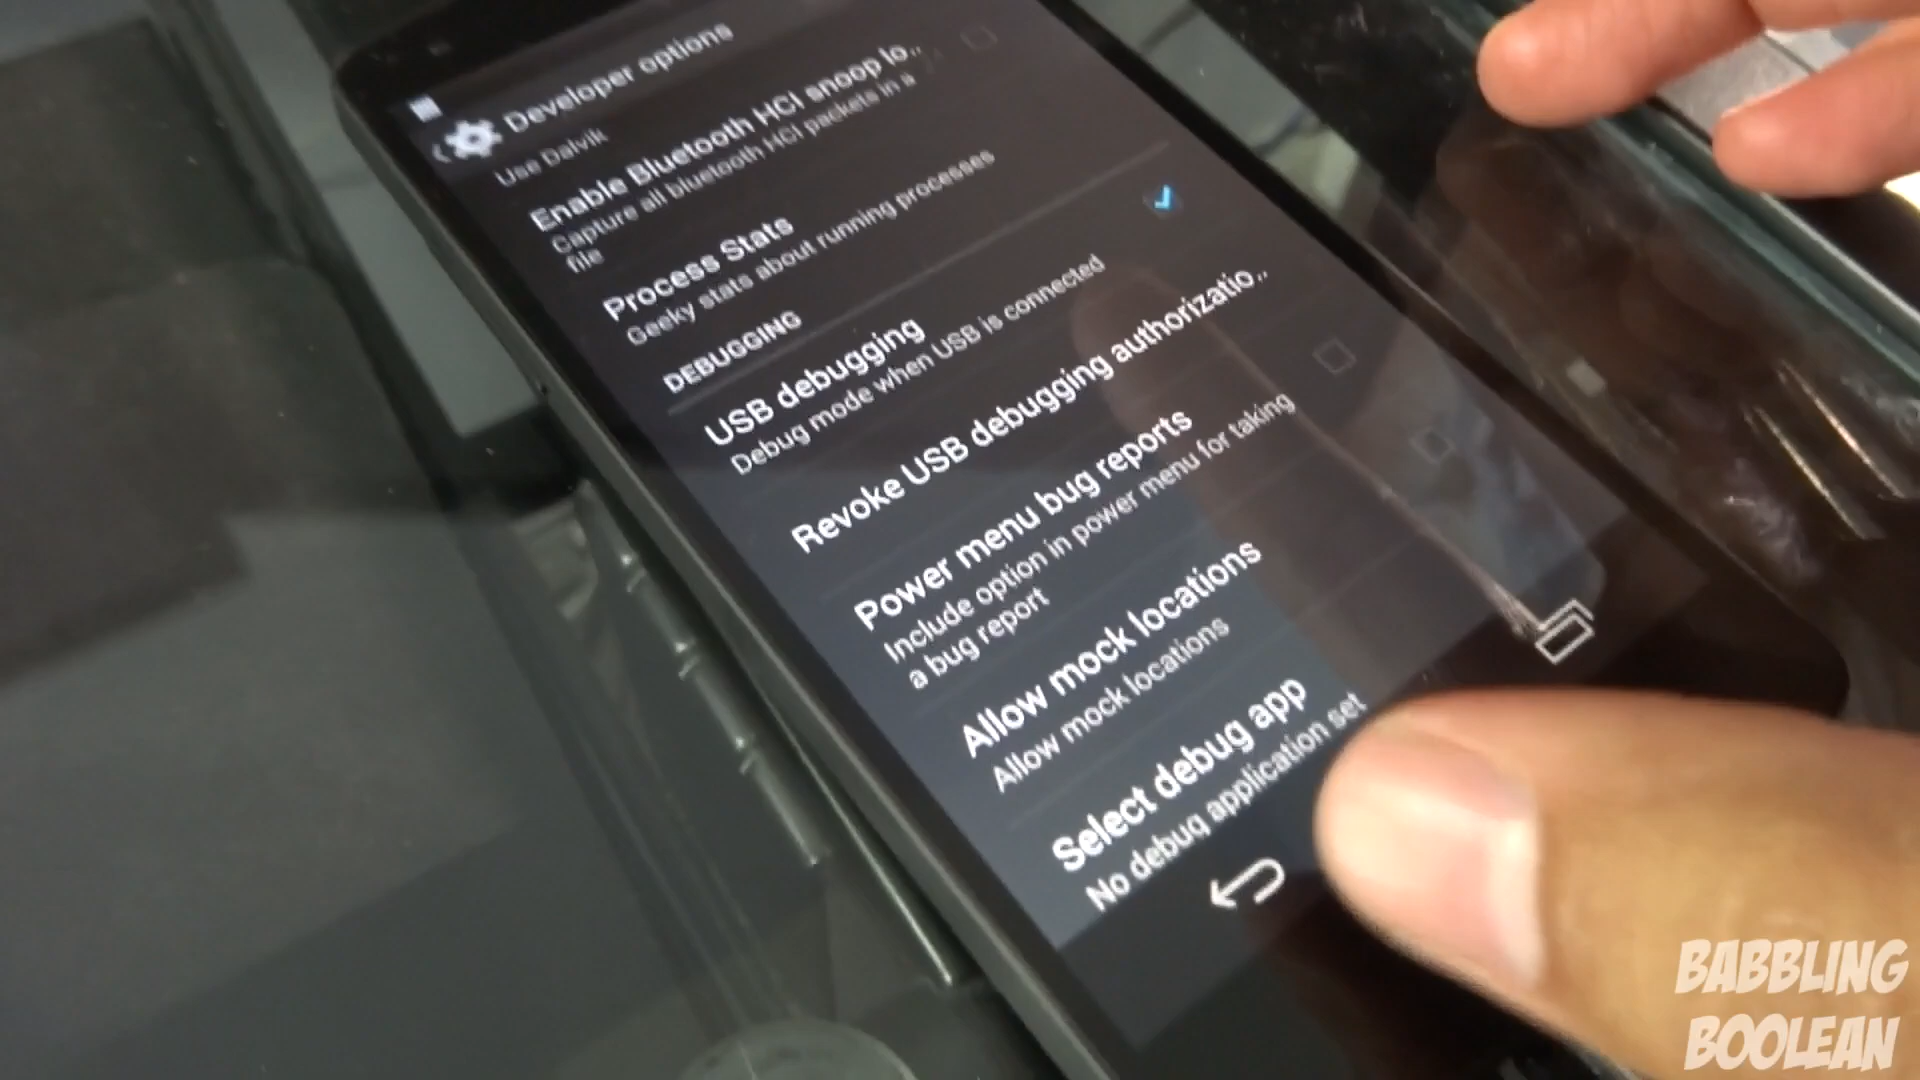 Developer options
Use Dalvik
Enable Bluetooth HCI snoop lo..
Capture all bluetooth HCI packets in a
file
Process Stats
Geeky stats about running processes
DEBUGGING
USB debugging
Debug mode when USB is connected
Revoke USB debugging authorizatio..
Power menu bug reports
Include option in power menu for taking
a bug report
Allow mock locations
Allow mock locations
Select debug app
No debug application set
BABBLING
BOOLEAN